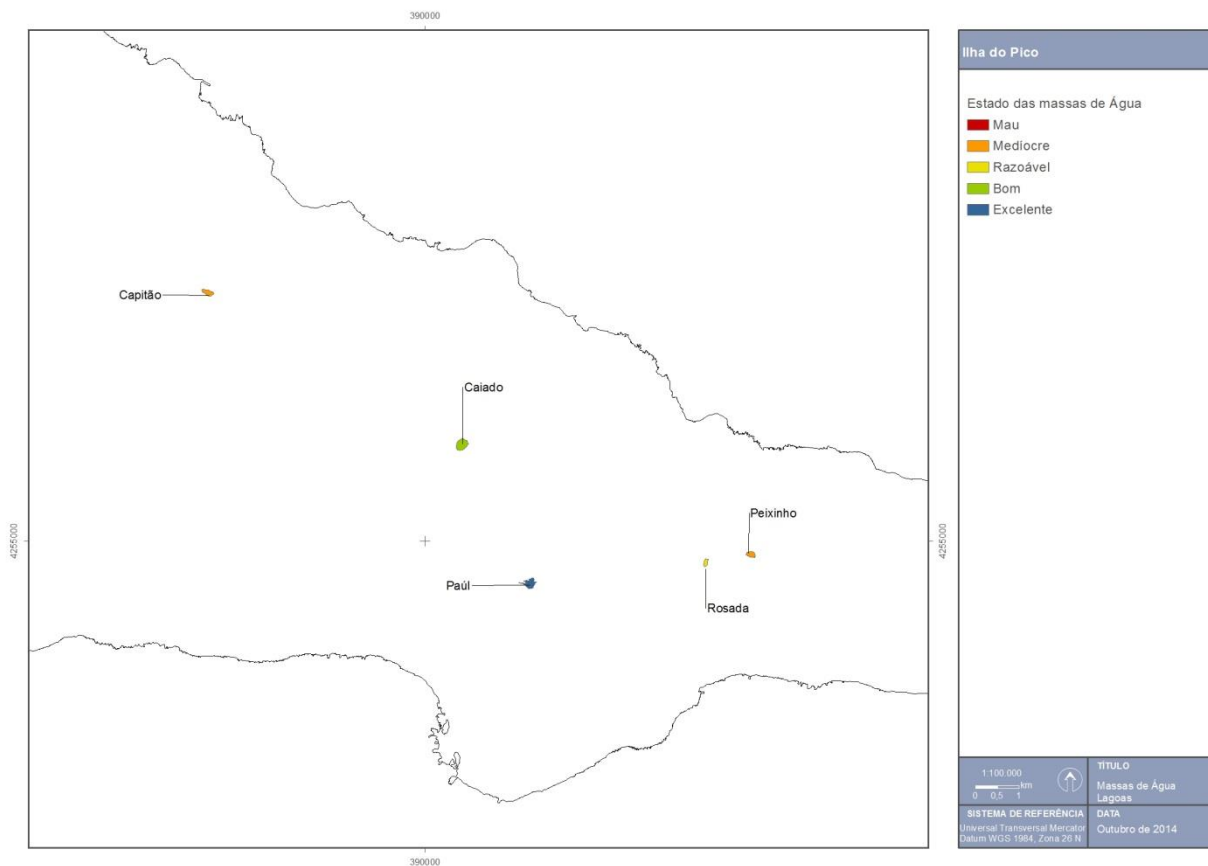 390000
Ilha do Pico
Estado das massas de Água
Mau
Medíocre
Razoável
Bom
Excelente
Capitão
Caiado
Peixinho
4255000
4255000
Paúl
Rosada
390000
1:100.000
km
0 0,5 1
TÍTULO
Massas de Água
Lagoas
SISTEMA DE REFERÊNCIA
Universal Transversal Mercator
Datum WGS 1984, Zona 26 N
DATA
Outubro de 2014